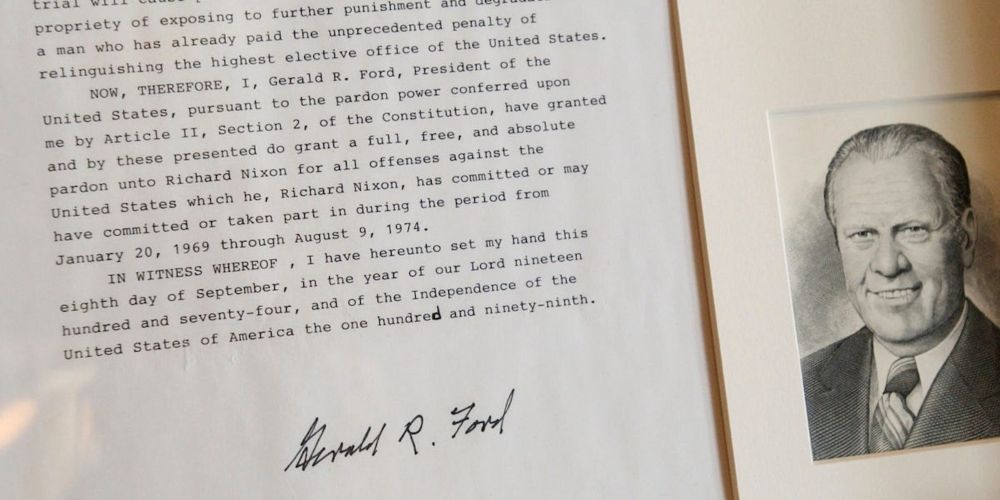 trial will cause
propriety of exposing to further punishment and
a man who has already paid the unprecedented penalty of
relinguishing the highest elective office of the United States.
NOW, THEREFORE, I, Gerald R. Ford, President of the
United States, pursuant to the pardon power conferred upon
me by Article II, Section 2, of the Constitution, have granted
and by these presented do grant a full, free, and absolute
pardon unto Richard Nixon for all offenses against the
United States which he, Richard Nixon, has committed or may
have committed or taken part in during the period from
January 20, 1969 through August 9, 1974.
IN WITNESS WHEREOF , I have hereunto set my hand this
eighth day of September, in the year of our Lord nineteen
hundred and seventy-four, and of the Independence of the
United States of America the one hundred and ninety-ninth.
Gerald R. Ford